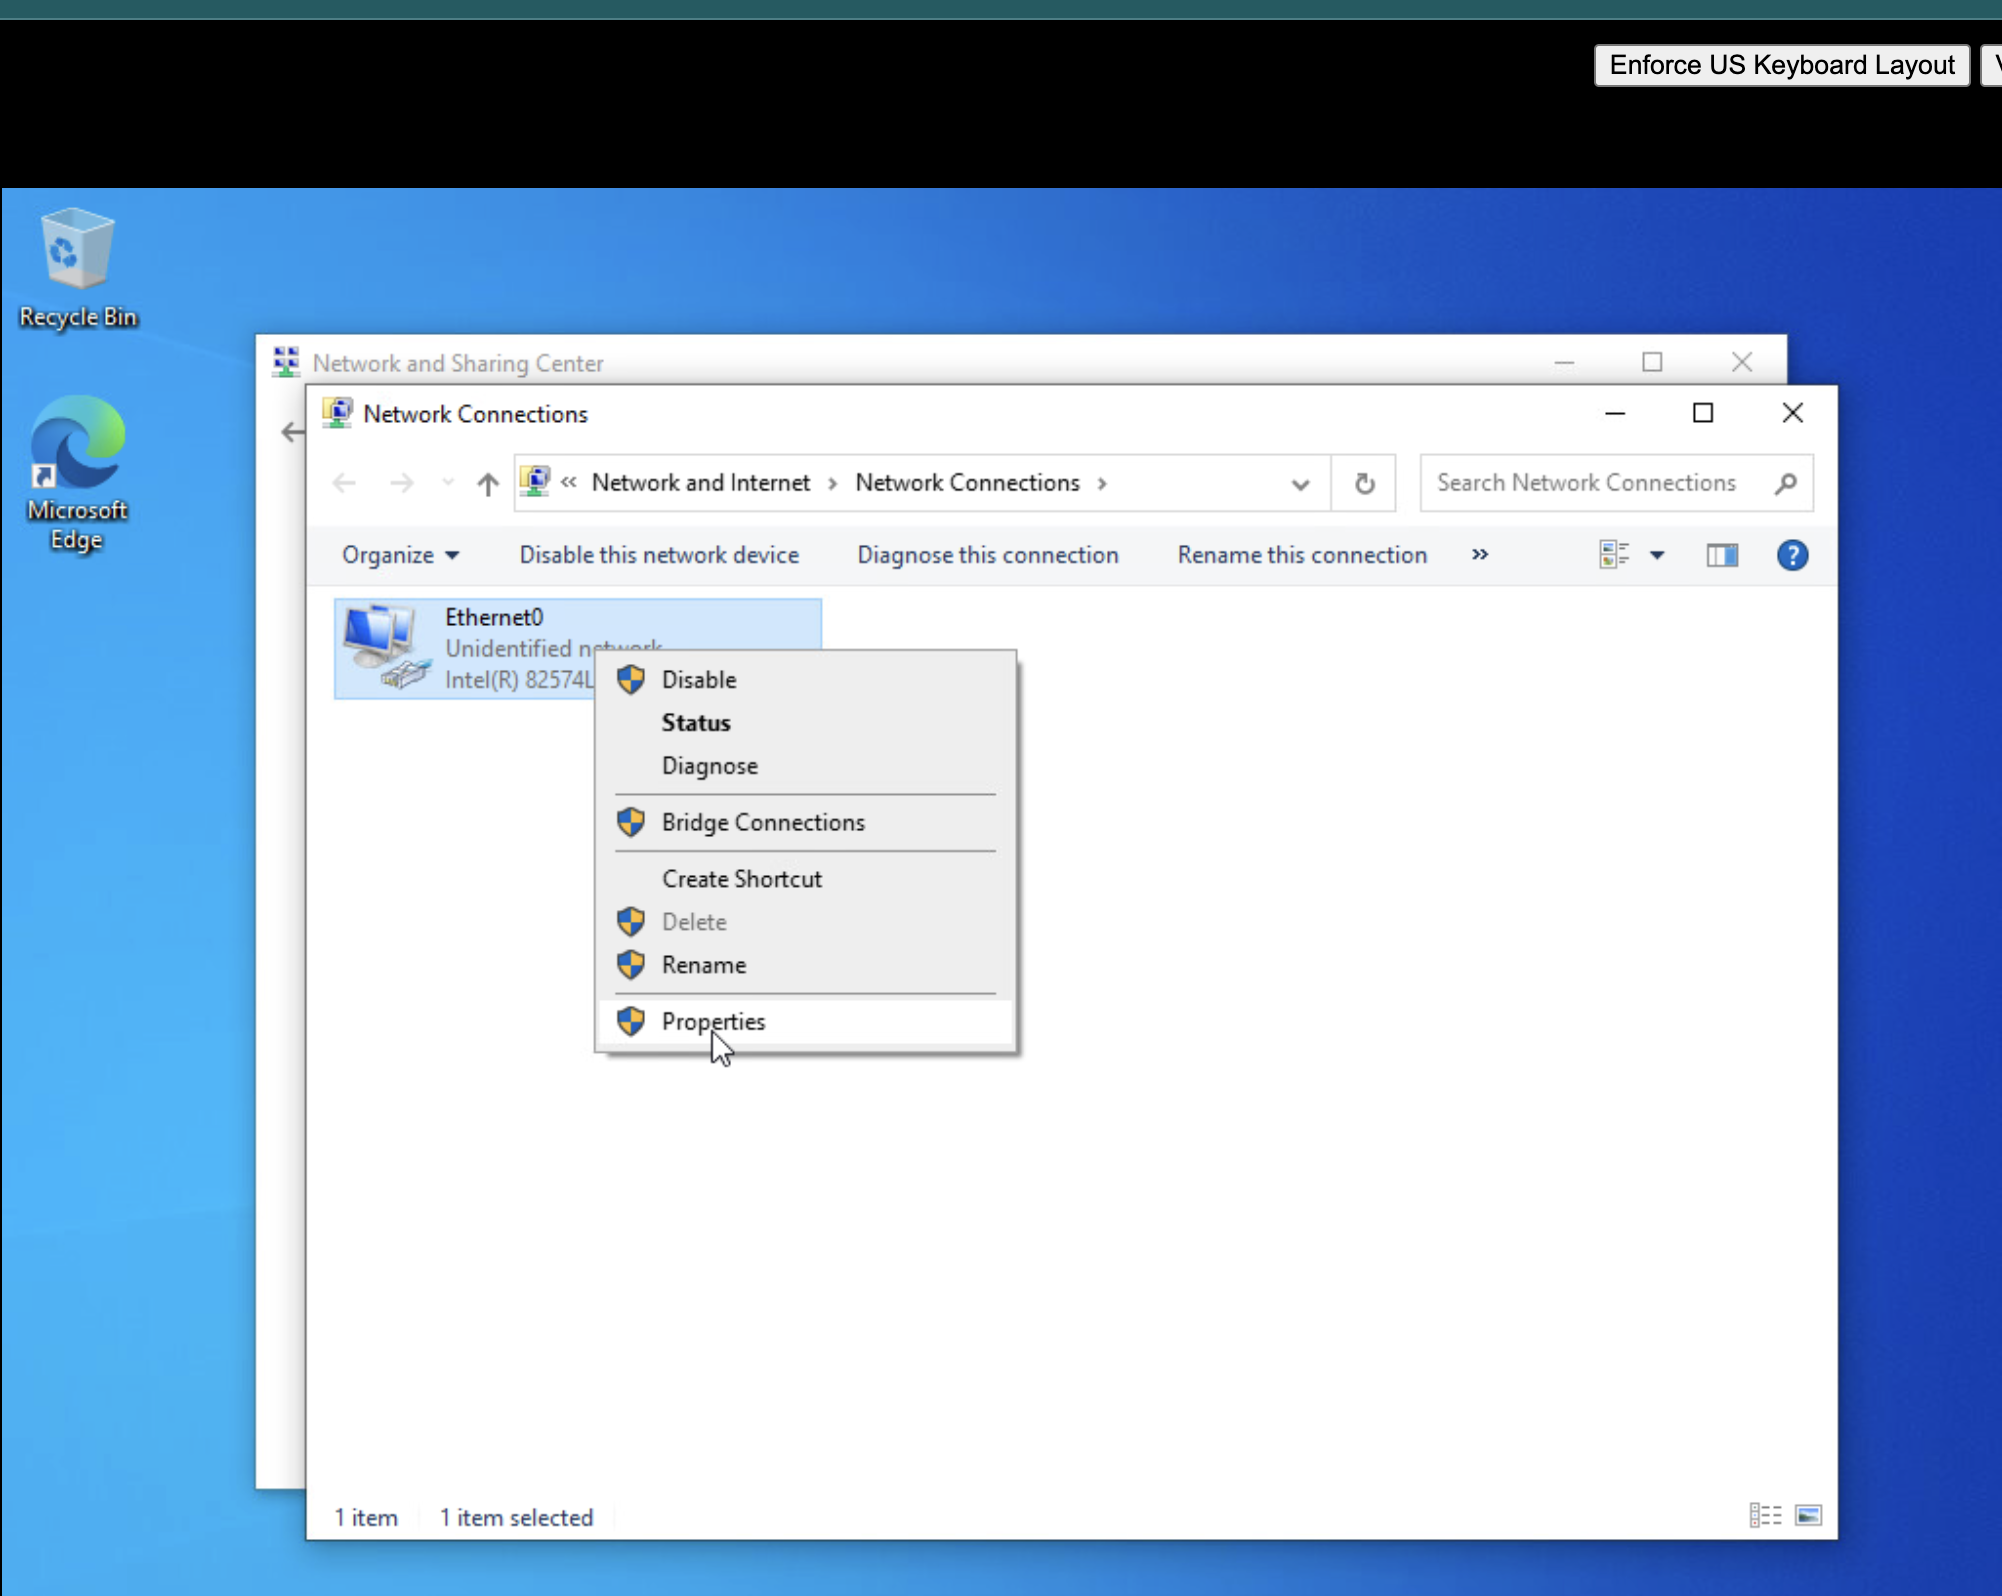 Enforce US Keyboard Layout
Recycle Bin
Microsoft
Edge
Network and Sharing Center
Network Connections
« Network and Internet › Network Connections ›
Search Network Connections
Organize
Disable this network device
Diagnose this connection
Rename this connection
»
Ethernet0
Unidentified network
Intel(R) 82574L
Disable
Status
Diagnose
Bridge Connections
Create Shortcut
Delete
Rename
Properties
1 item
1 item selected